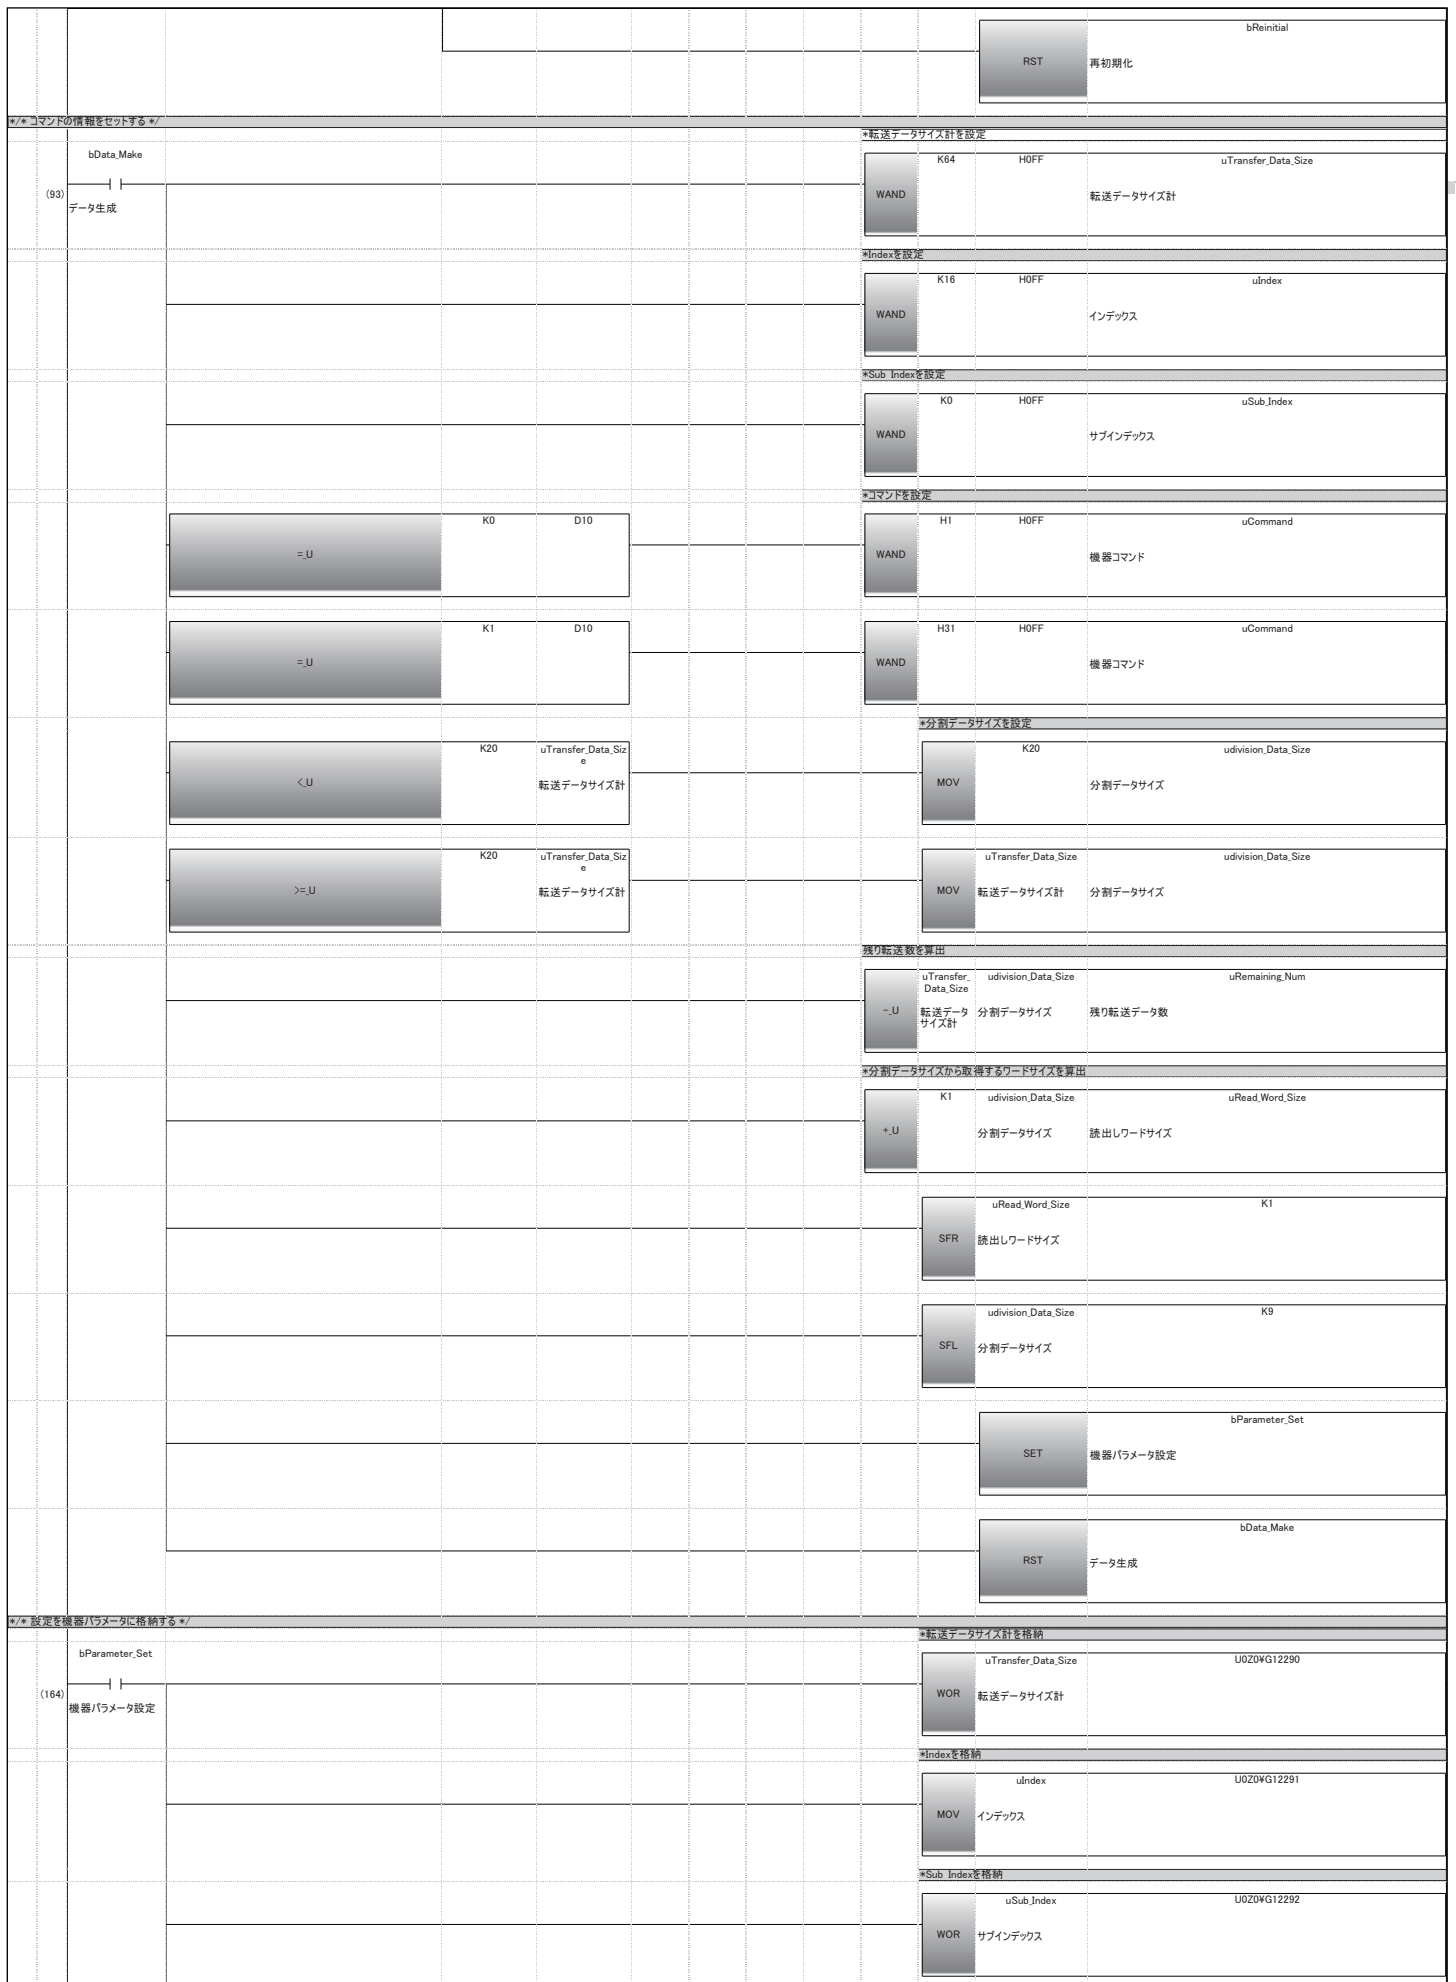 bReinitial
RST
再初期化
*/* コマンドの情報をセットする */
*転送データサイズ計を設定
bData_Make
K64 H0FF uTransfer_Data_Size
(93)
WAND
転送データサイズ計
データ生成
*Indexを設定
K16 H0FF uIndex
WAND
インデックス
*Sub Indexを設定
K0 H0FF uSub_Index
WAND
サブインデックス
*コマンドを設定
K0 D10
H1 H0FF uCommand
=_U
WAND
機器コマンド
K1 D10
H31 H0FF uCommand
=_U
WAND
機器コマンド
*分割データサイズを設定
K20 uTransfer_Data_Siz
e
K20 udivision_Data_Size
<_U
転送データサイズ計
MOV
分割データサイズ
K20 uTransfer_Data_Siz
e
uTransfer_Data_Size udivision_Data_Size
>=_U
転送データサイズ計
MOV
転送データサイズ計 分割データサイズ
残り転送数を算出
uTransfer_
Data_Size
udivision_Data_Size uRemaining_Num
-_U
転送データ
サイズ計
分割データサイズ 残り転送データ数
*分割データサイズから取得するワードサイズを算出
K1 udivision_Data_Size uRead_Word_Size
+_U
分割データサイズ 読出しワードサイズ
uRead_Word_Size K1
SFR
読出しワードサイズ
udivision_Data_Size K9
SFL
分割データサイズ
bParameter_Set
SET
機器パラメータ設定
bData_Make
RST
データ生成
*/* 設定を機器パラメータに格納する */
*転送データサイズ計を格納
bParameter_Set
uTransfer_Data_Size U0Z0¥G12290
(164)
WOR
転送データサイズ計
機器パラメータ設定
*Indexを格納
uIndex U0Z0¥G12291
MOV
インデックス
*Sub Indexを格納
uSub_Index U0Z0¥G12292
WOR
サブインデックス